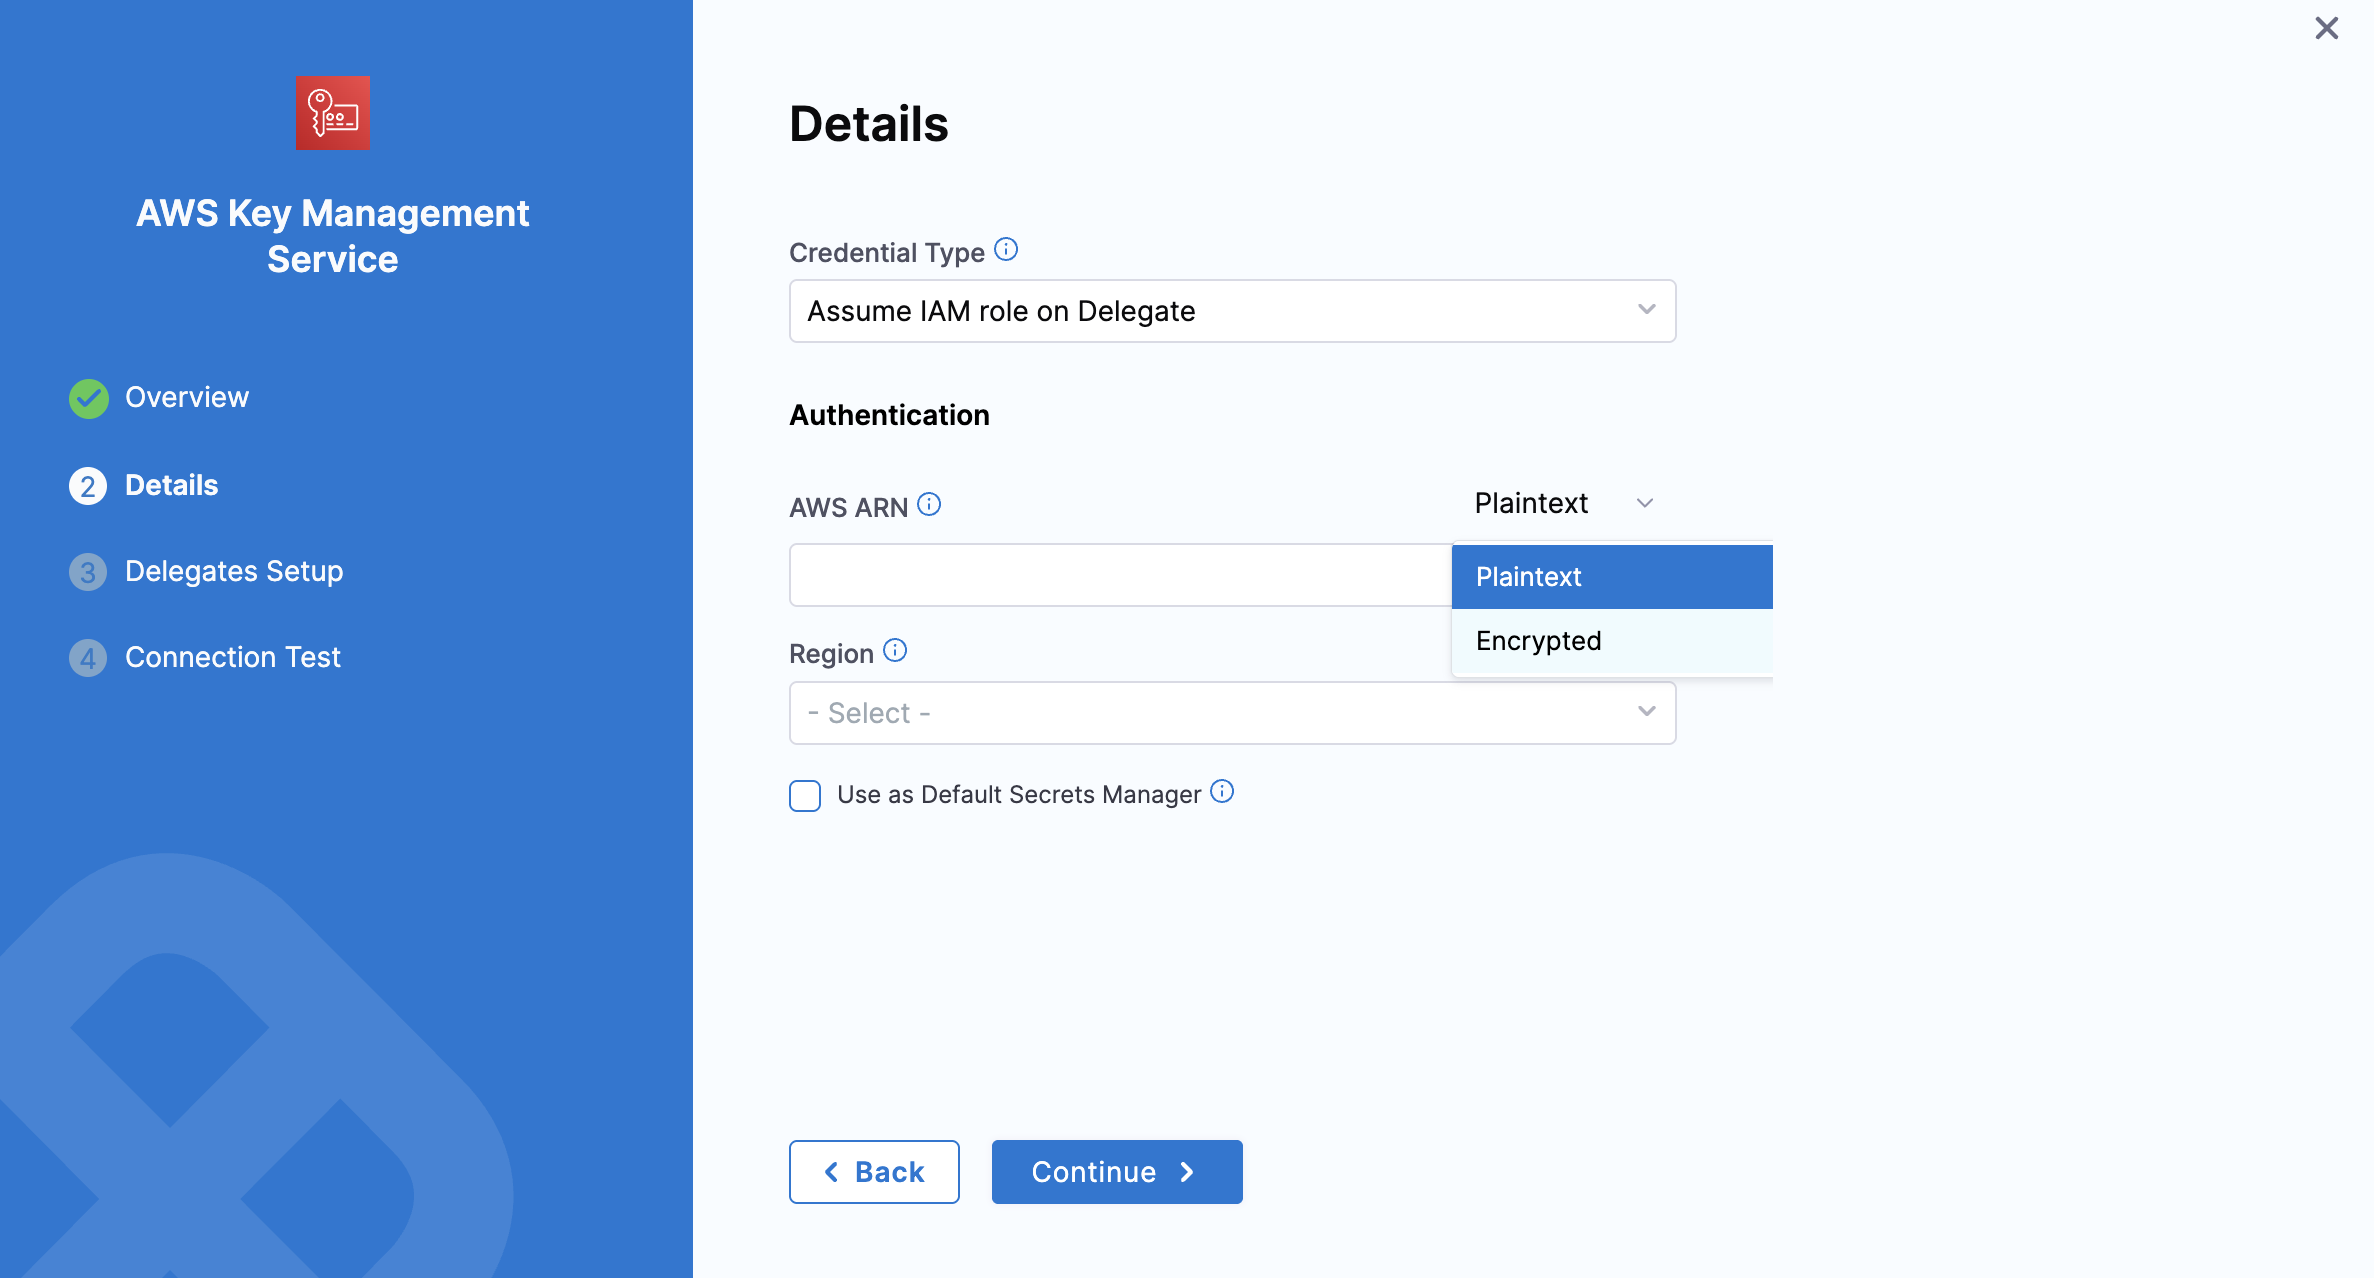 AWS Key Management
Service
Overview
2 Details
3 Delegates Setup
4 Connection Test
Details
Credential Type
Assume IAM role on Delegate
Authentication
AWS ARN
Plaintext
Plaintext
Encrypted
Region
- Select -
Use as Default Secrets Manager
Back
Continue